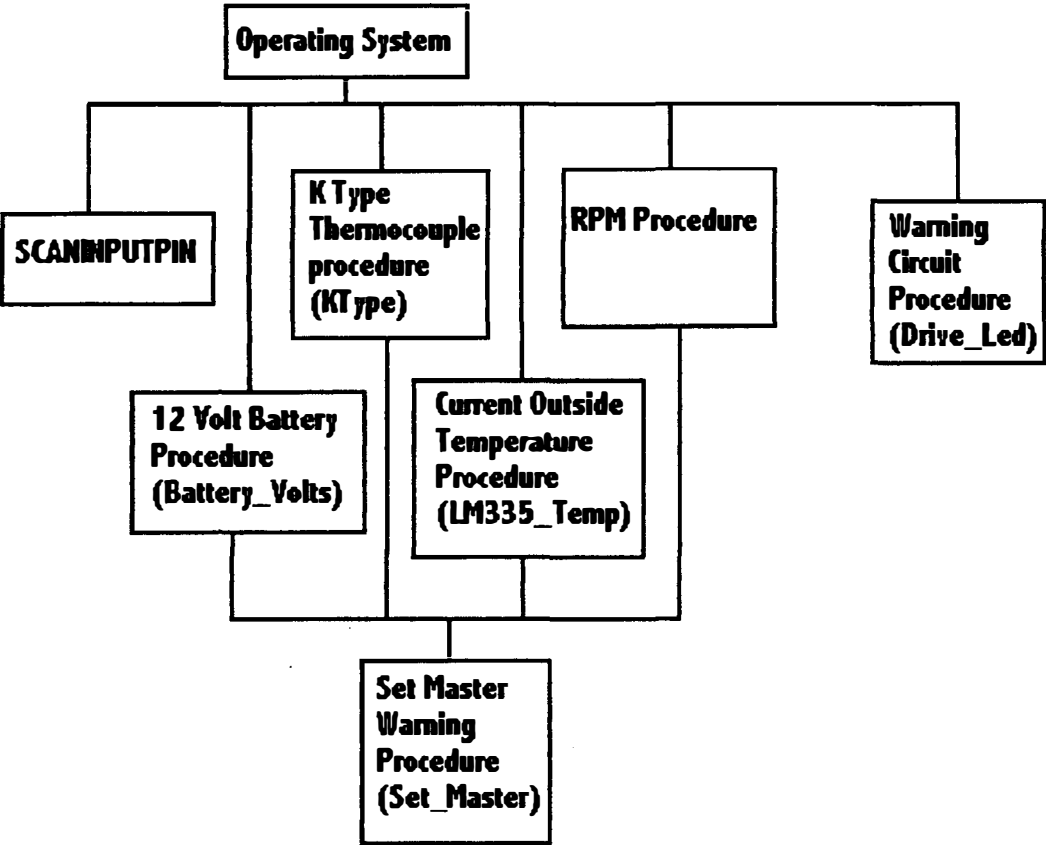 Operating System
SCANINPUTPIN
K Type
Thermocouple
procedure
(KType)
RPM Procedure
Warning
Circuit
Procedure
(Drive_Led)
12 Volt Battery
Procedure
(Battery_Volts)
Current Outside
Temperature
Procedure
(LM335_Temp)
Set Master
Warning
Procedure
(Set_Master)